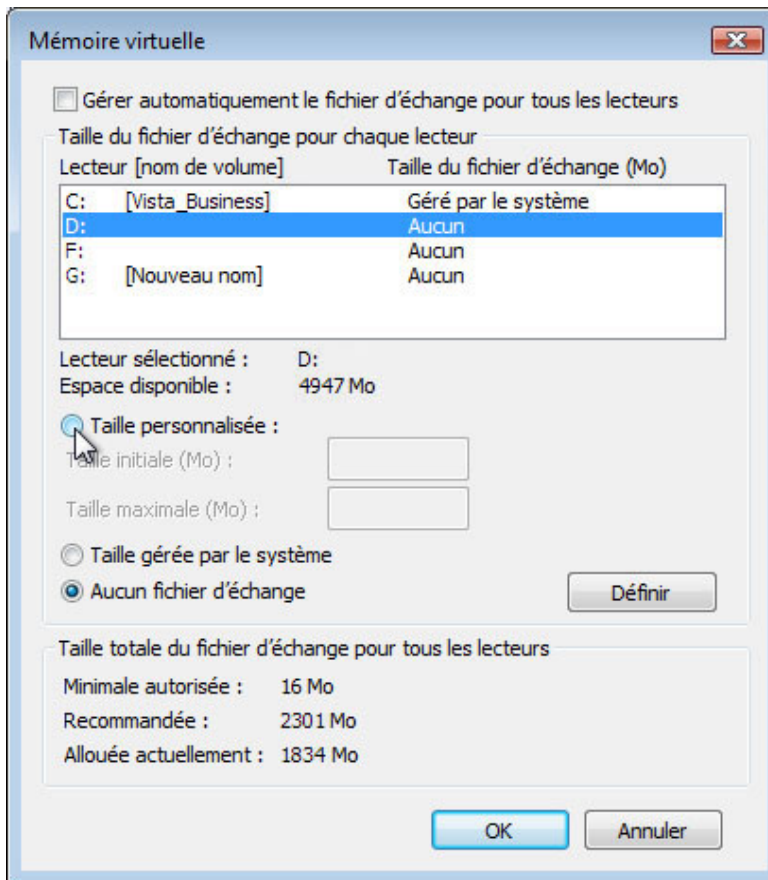 Mémoire virtuelle
Gérer automatiquement le fichier d'échange pour tous les lecteurs
Taille du fichier d'échange pour chaque lecteur
Lecteur [nom de volume] Taille du fichier d'échange (Mo)
C: [Vista_Business] Géré par le système
D: Aucun
F: Aucun
G: [Nouveau nom] Aucun
Lecteur sélectionné : D:
Espace disponible : 4947 Mo
Taille personnalisée :
Taille initiale (Mo) :
Taille maximale (Mo) :
Taille gérée par le système
Aucun fichier d'échange Définir
Taille totale du fichier d'échange pour tous les lecteurs
Minimale autorisée : 16 Mo
Recommandée : 2301 Mo
Allouée actuellement : 1834 Mo
OK Annuler